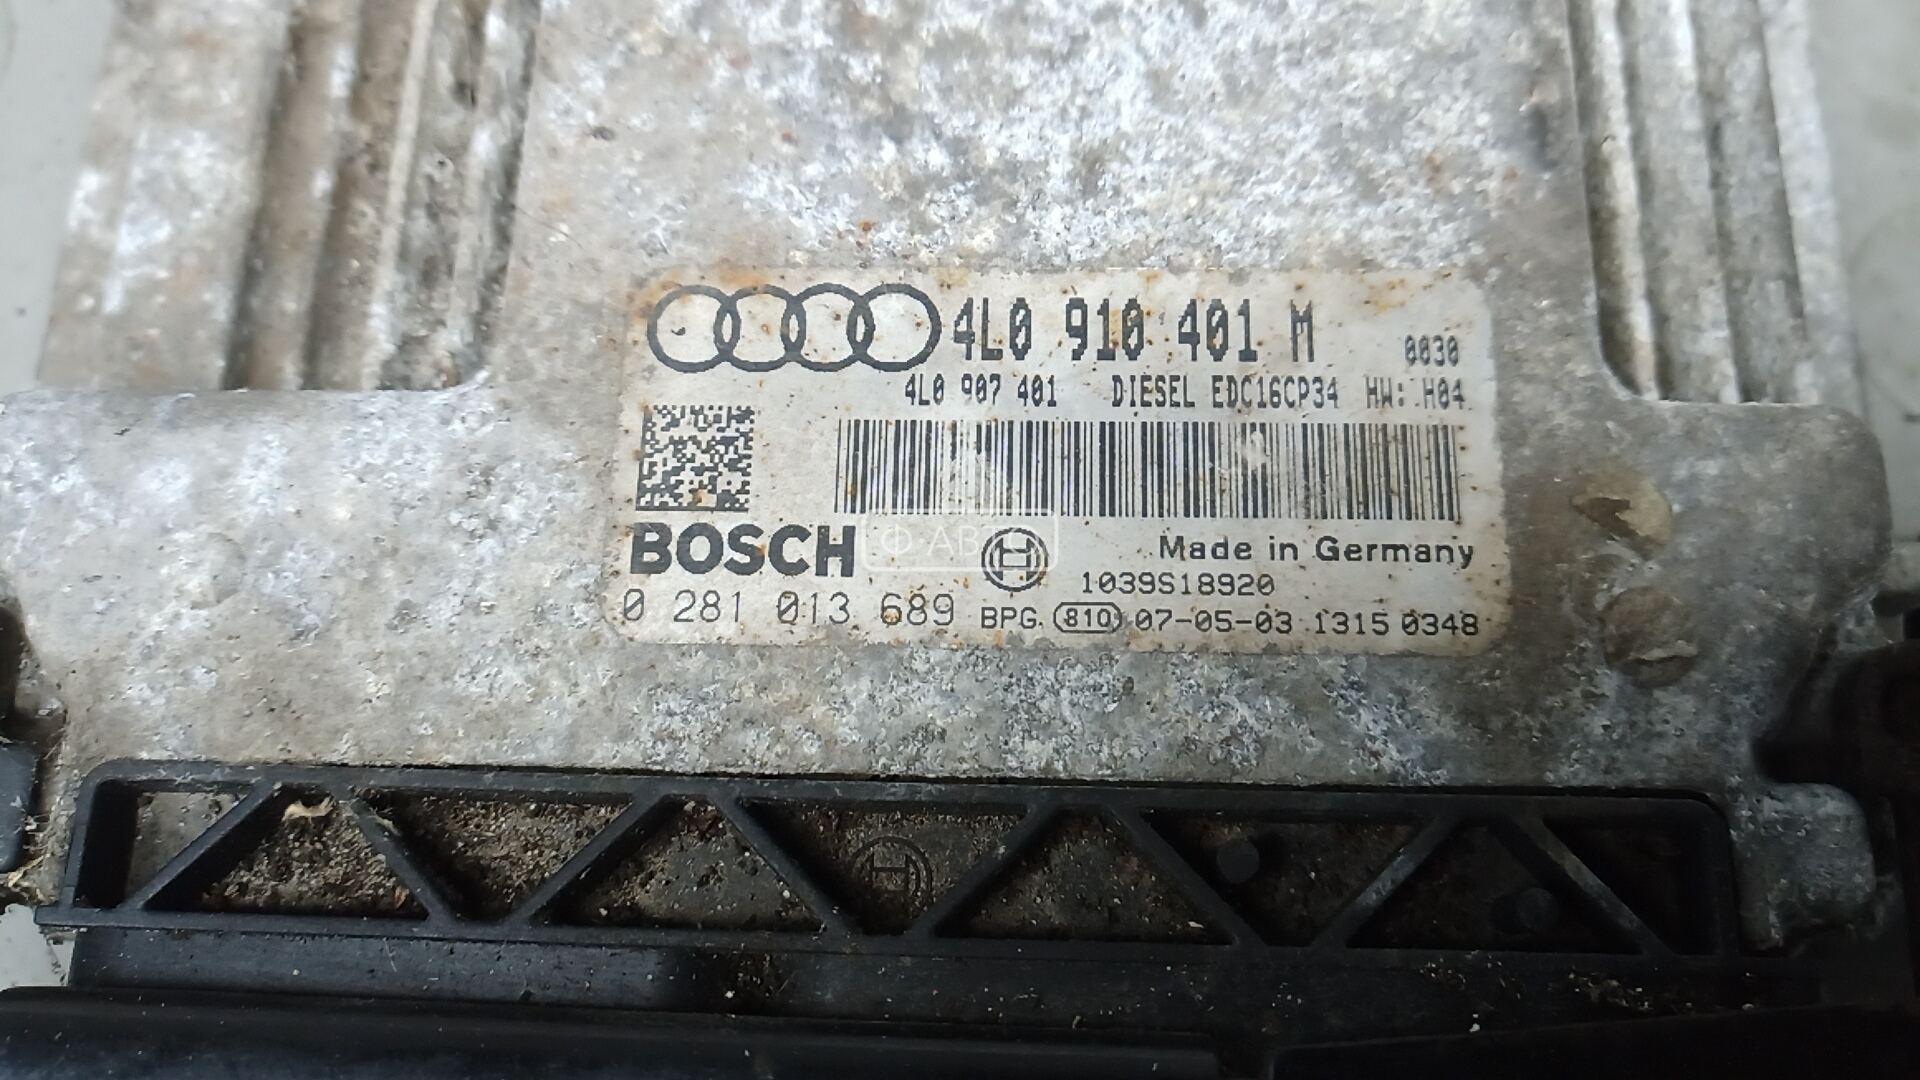 4L0 910 401 M 0030
4L0 907 401 DIESEL EDC16CP34 HW: H04
BOSCH Made in Germany
1039S18920
0 281 013 689 BPG. 810 07-05-03 1315 0348